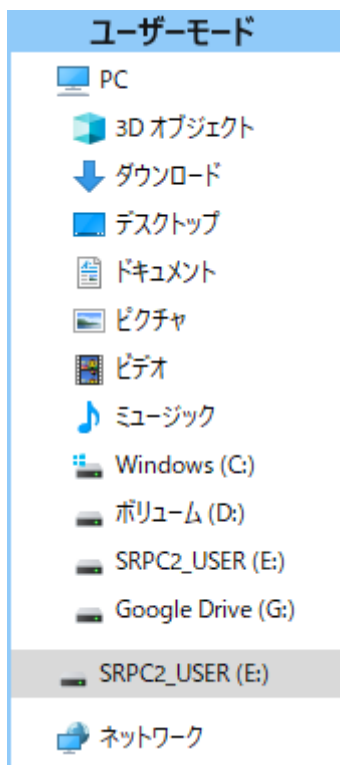 ユーザーモード
PC
3D オブジェクト
ダウンロード
デスクトップ
ドキュメント
ピクチャ
ビデオ
ミュージック
Windows (C:)
ボリューム (D:)
SRPC2_USER (E:)
Google Drive (G:)
SRPC2_USER (E:)
ネットワーク